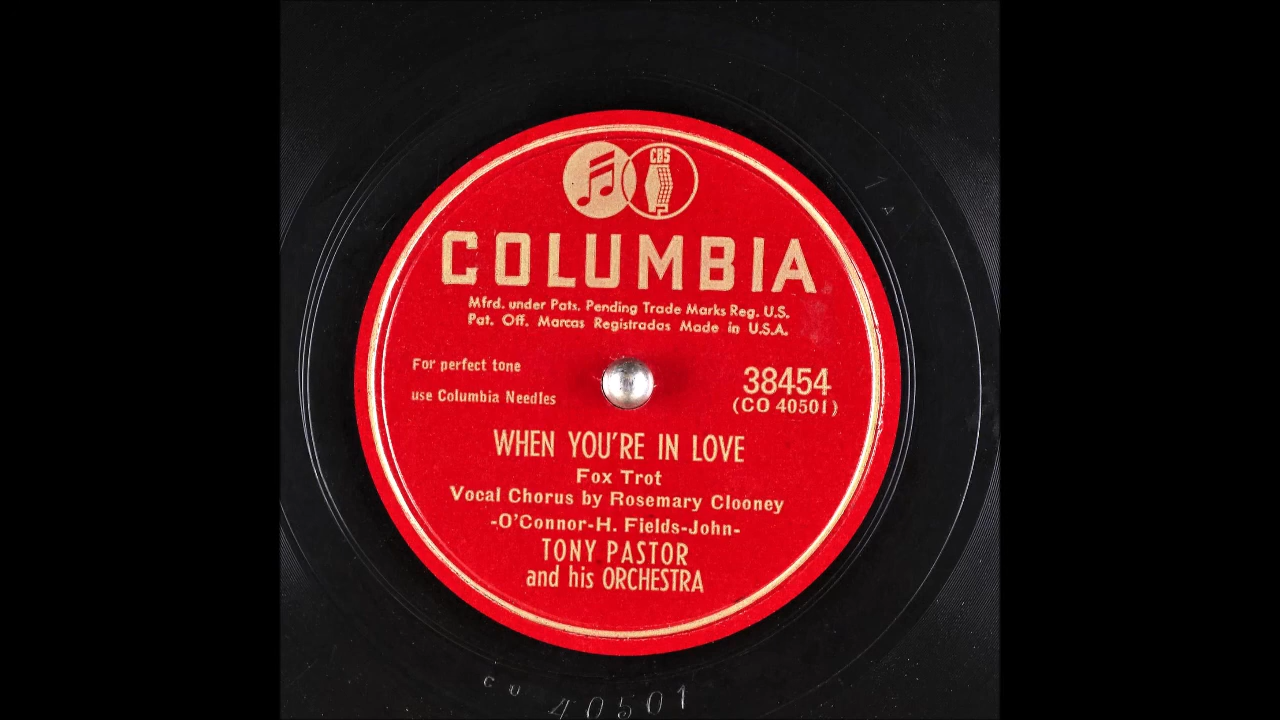 CBS
COLUMBIA
Mfrd. under Pats. Pending Trade Marks Reg. U.S.
Pat. Off. Marcas Registradas Made in U.S.A.
For perfect tone
use Columbia Needles
38454
(CO 40501)
WHEN YOU'RE IN LOVE
Fox Trot
Vocal Chorus by Rosemary Clooney
-O'Connor-H. Fields-John-
TONY PASTOR
and his ORCHESTRA
1 A
CO 40501